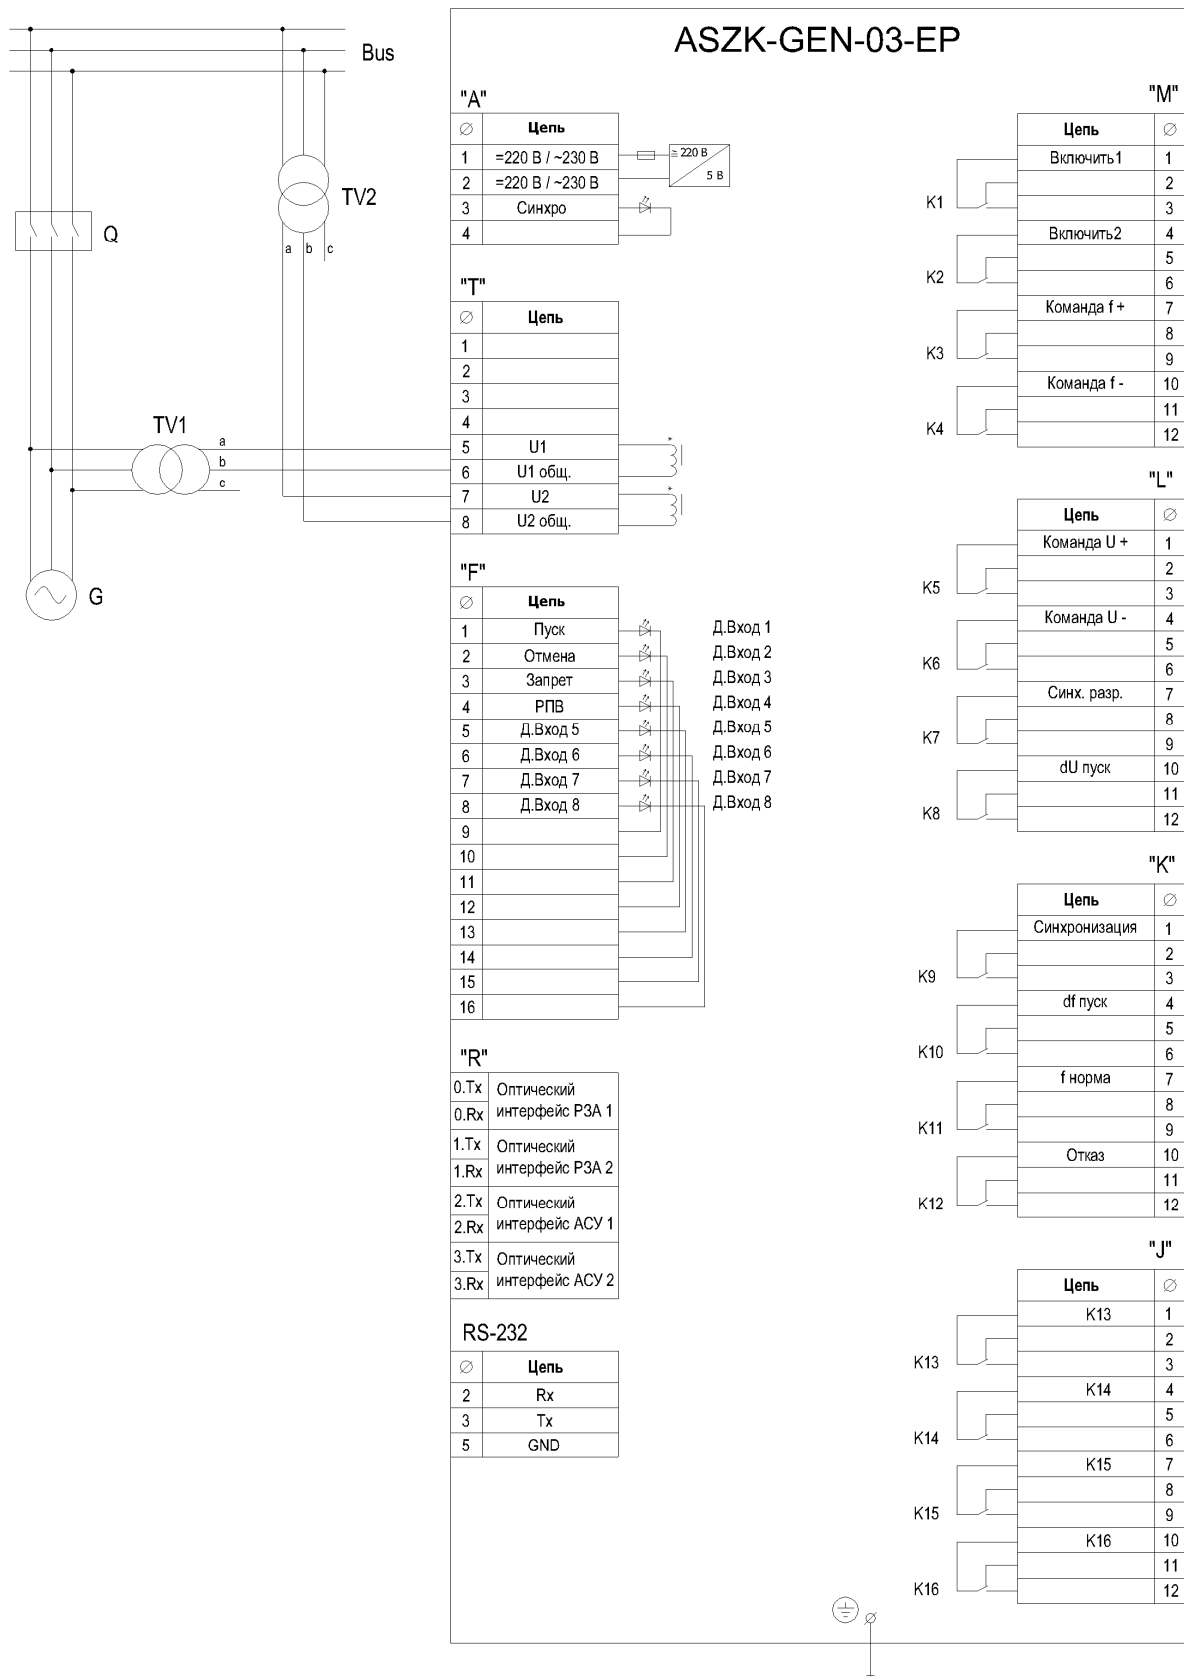 ASZK-GEN-03-EP
Bus
TV2
a b c
Q
TV1
a
b
c
G
"A"
∅ Цепь
1 =220 В / ~230 В
2 =220 В / ~230 В
3 Синхро
4
≅ 220 В
5 В
"T"
∅ Цепь
1
2
3
4
5 U1
6 U1 общ.
7 U2
8 U2 общ.
*
*
"F"
∅ Цепь
1 Пуск Д.Вход 1
2 Отмена Д.Вход 2
3 Запрет Д.Вход 3
4 РПВ Д.Вход 4
5 Д.Вход 5 Д.Вход 5
6 Д.Вход 6 Д.Вход 6
7 Д.Вход 7 Д.Вход 7
8 Д.Вход 8 Д.Вход 8
9
10
11
12
13
14
15
16
"R"
0.Tx Оптический
0.Rx интерфейс РЗА 1
1.Tx Оптический
1.Rx интерфейс РЗА 2
2.Tx Оптический
2.Rx интерфейс АСУ 1
3.Tx Оптический
3.Rx интерфейс АСУ 2
RS-232
∅ Цепь
2 Rx
3 Tx
5 GND
"M"
Цепь ∅
Включить1 1
2
K1 3
Включить2 4
5
K2 6
Команда f + 7
8
K3 9
Команда f - 10
11
K4 12
"L"
Цепь ∅
Команда U + 1
2
K5 3
Команда U - 4
5
K6 6
Синх. разр. 7
8
K7 9
dU пуск 10
11
K8 12
"K"
Цепь ∅
Синхронизация 1
2
K9 3
df пуск 4
5
K10 6
f норма 7
8
K11 9
Отказ 10
11
K12 12
"J"
Цепь ∅
K13 1
2
K13 3
K14 4
5
K14 6
K15 7
8
K15 9
K16 10
11
K16 12